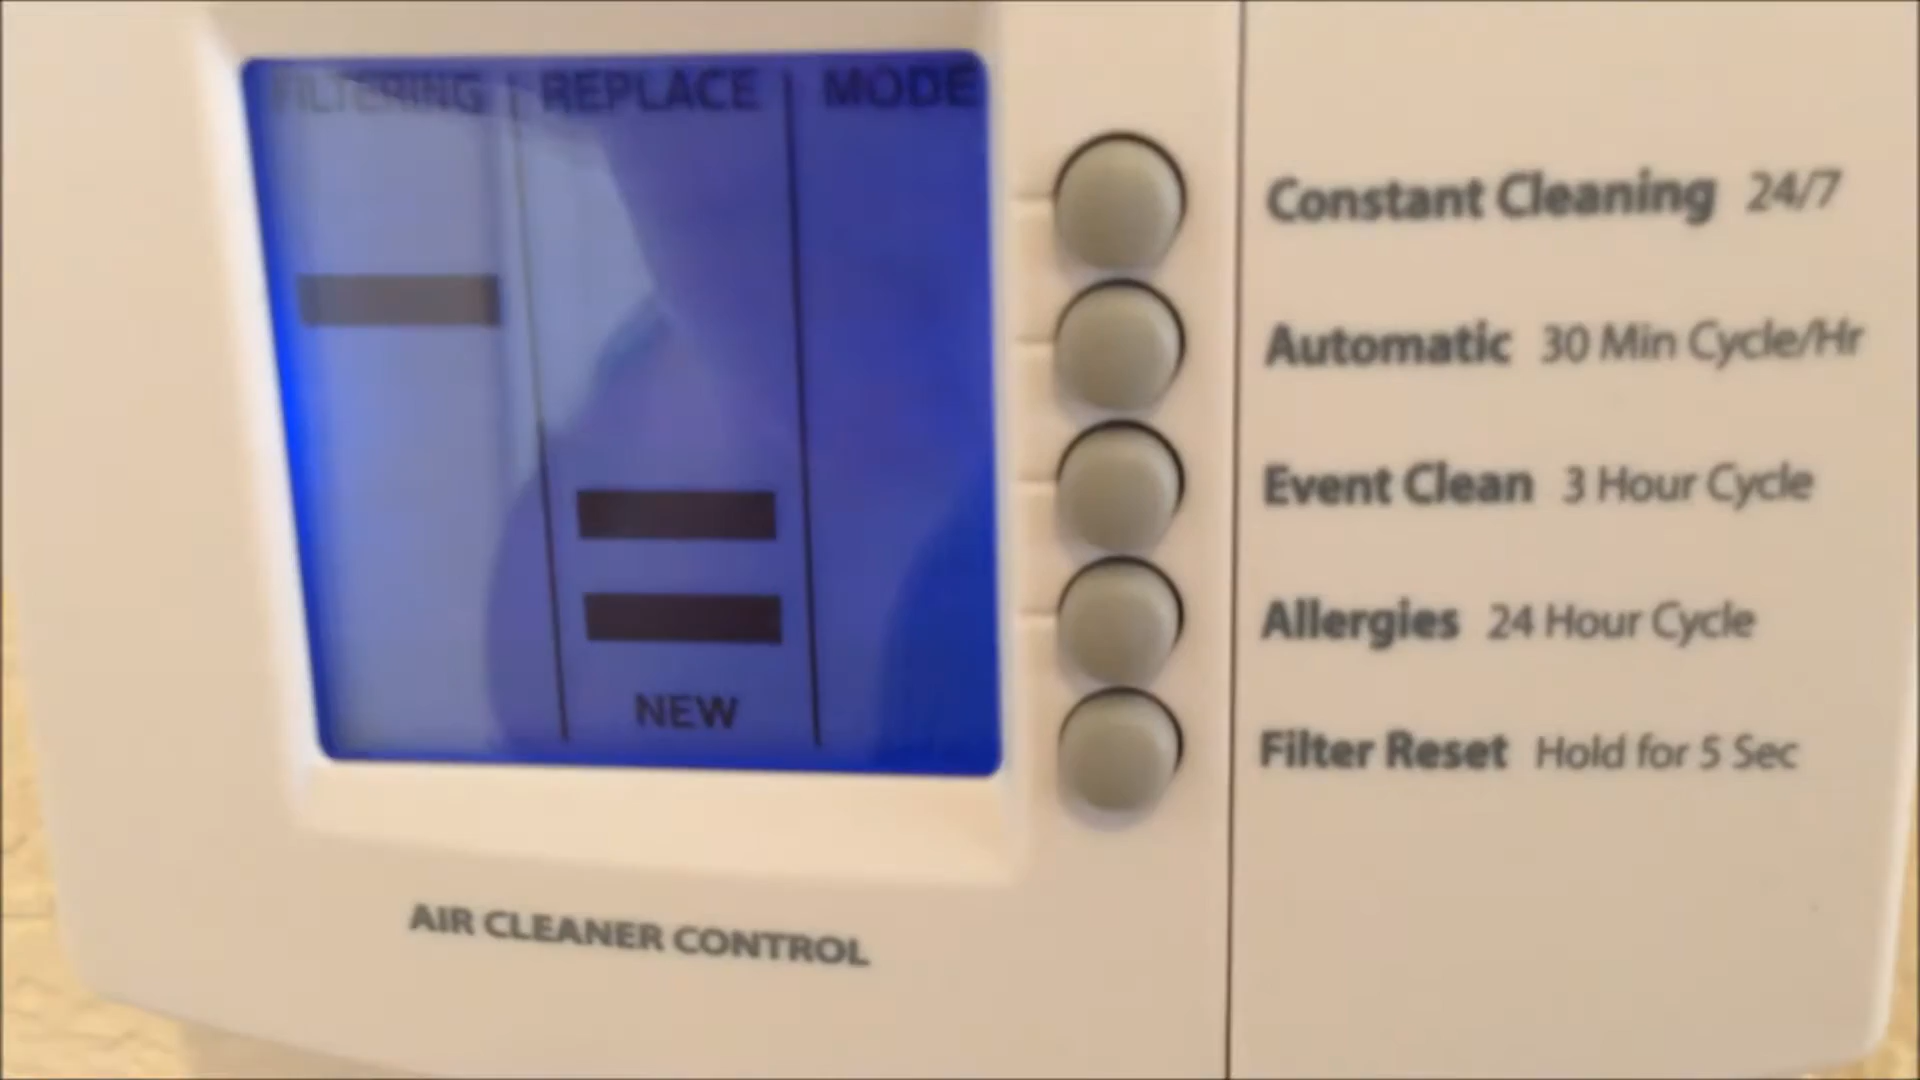 FILTERING REPLACE MODE
NEW
Constant Cleaning 24/7
Automatic 30 Min Cycle/Hr
Event Clean 3 Hour Cycle
Allergies 24 Hour Cycle
Filter Reset Hold for 5 Sec
AIR CLEANER CONTROL